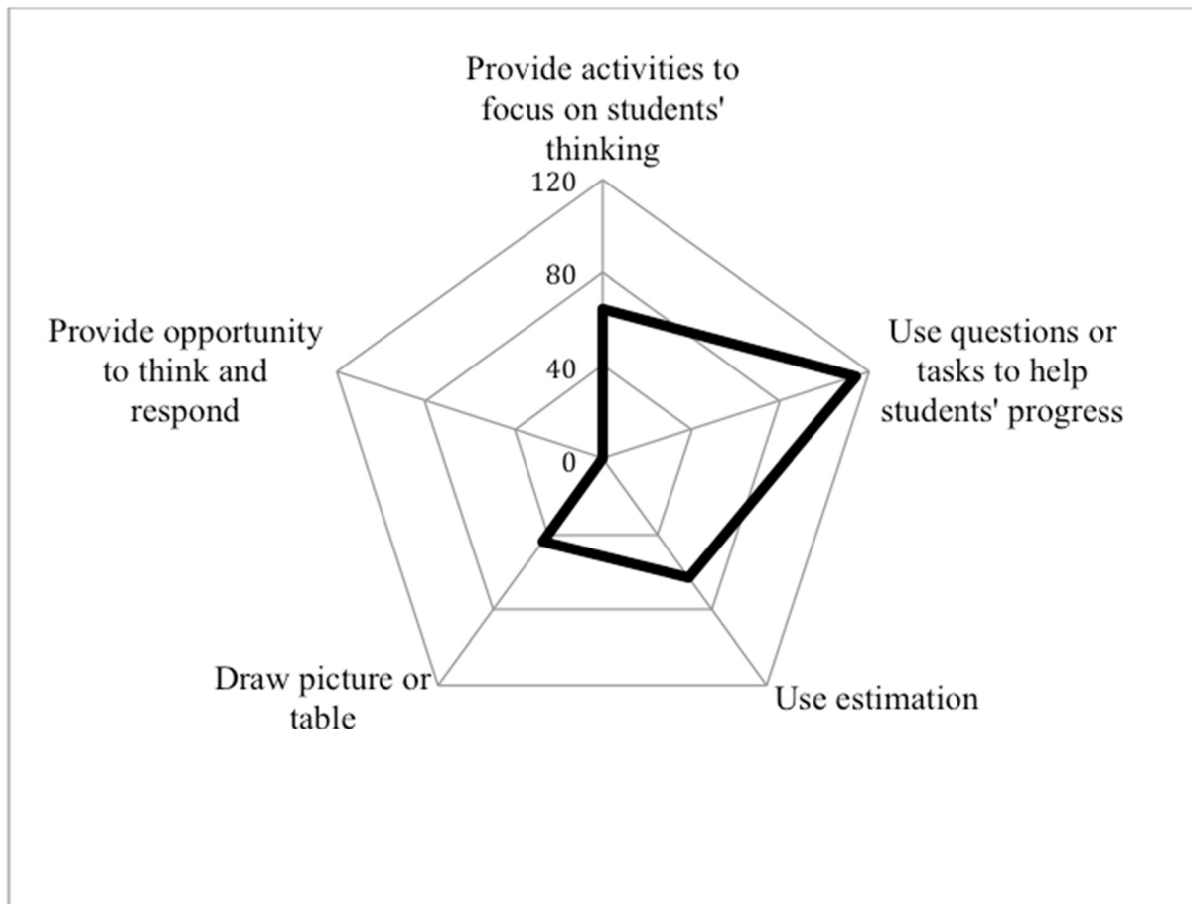 Provide activities to
focus on students'
thinking
120
80
40
0
Use questions or
tasks to help
students' progress
Use estimation
Draw picture or
table
Provide opportunity
to think and
respond